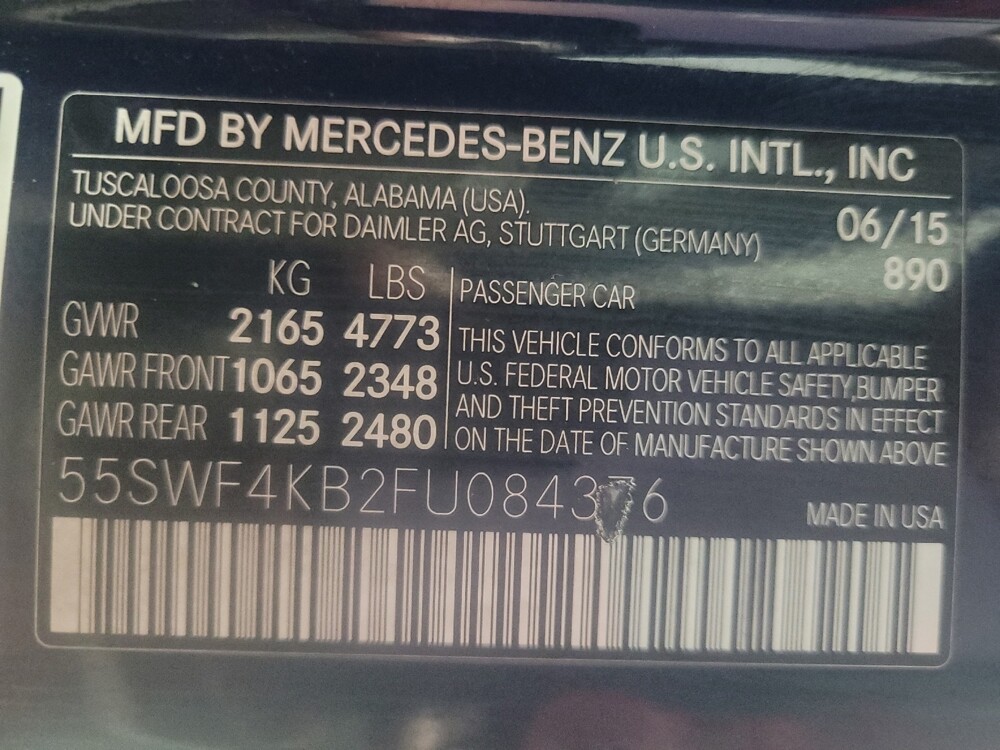 MFD BY MERCEDES-BENZ U.S. INTL., INC
TUSCALOOSA COUNTY, ALABAMA (USA).
UNDER CONTRACT FOR DAIMLER AG, STUTTGART (GERMANY)
06/15
890
KG LBS
GVWR 2165 4773
GAWR FRONT 1065 2348
GAWR REAR 1125 2480
PASSENGER CAR
THIS VEHICLE CONFORMS TO ALL APPLICABLE
U.S. FEDERAL MOTOR VEHICLE SAFETY,BUMPER
AND THEFT PREVENTION STANDARDS IN EFFECT
ON THE DATE OF MANUFACTURE SHOWN ABOVE
55SWF4KB2FU084376
MADE IN USA